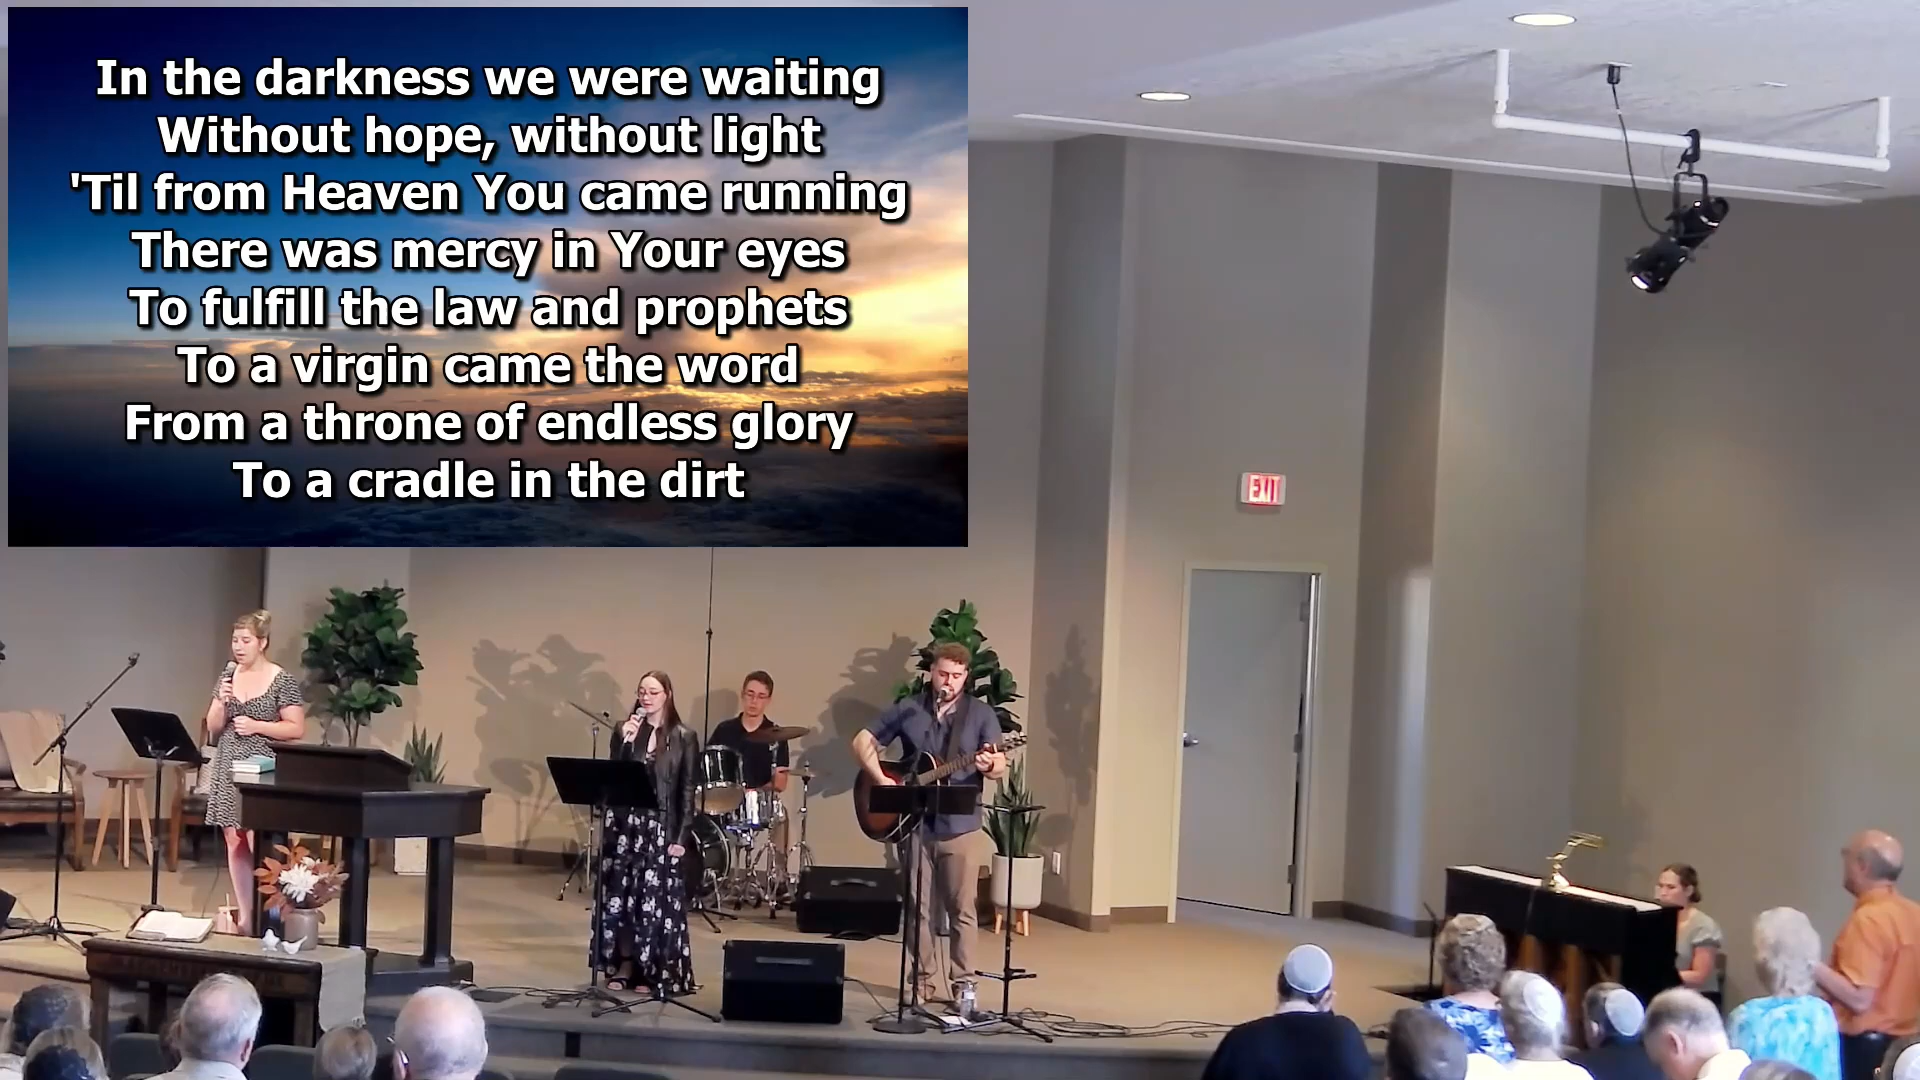 In the darkness we were waiting
Without hope, without light
'Til from Heaven You came running
There was mercy in Your eyes
To fulfill the law and prophets
To a virgin came the word
From a throne of endless glory
To a cradle in the dirt
EXIT